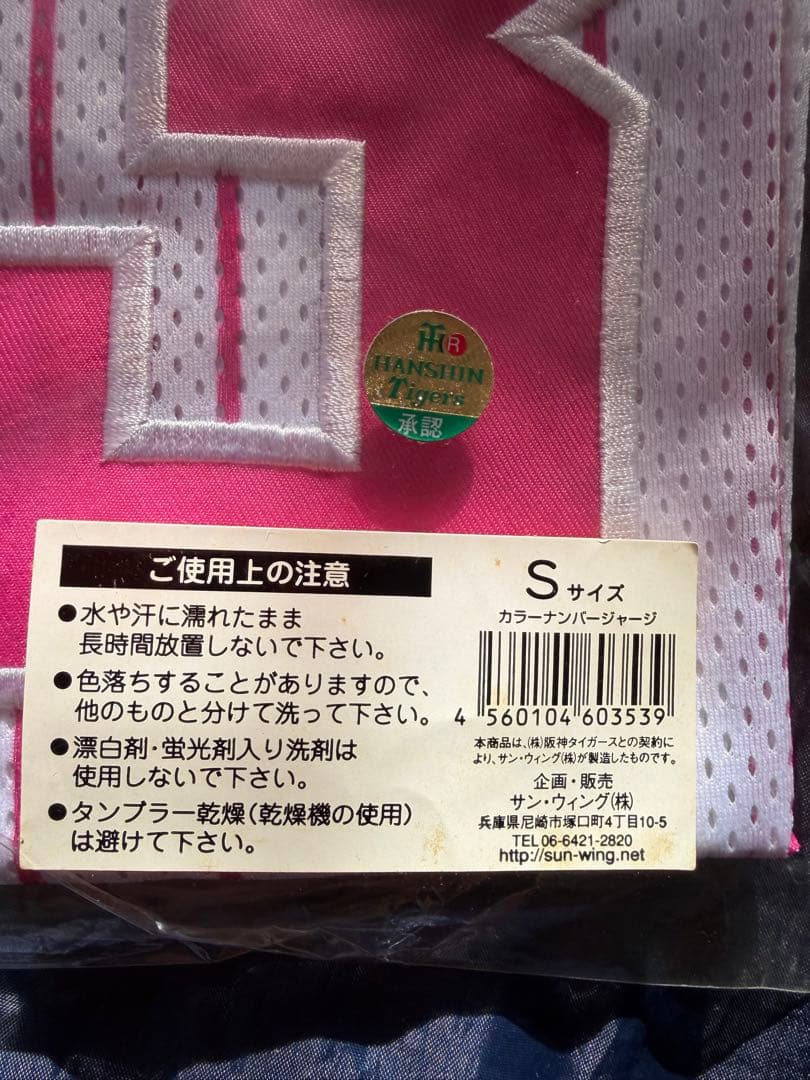 HT
R
HANSHIN
Tigers
承認
ご使用上の注意
●水や汗に濡れたまま
長時間放置しないで下さい。
●色落ちすることがありますので、
他のものと分けて洗って下さい。
●漂白剤・蛍光剤入り洗剤は
使用しないで下さい。
●タンブラー乾燥(乾燥機の使用)
は避けて下さい。
Sサイズ
カラーナンバージャージ
4 560104 603539
本商品は、(株)阪神タイガースとの契約に
より、サン・ウィング(株)が製造したものです。
企画・販売
サン・ウィング(株)
兵庫県尼崎市塚口町4丁目10-5
TEL 06-6421-2820
http://sun-wing.net